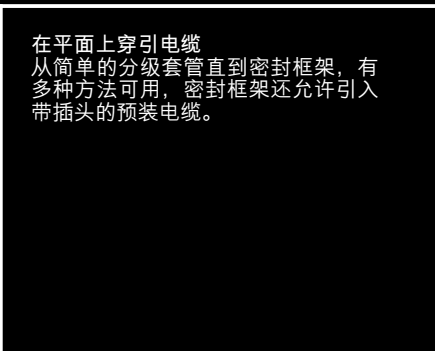 在平面上穿引电缆
从简单的分级套管直到密封框架，有
多种方法可用，密封框架还允许引入
带插头的预装电缆。